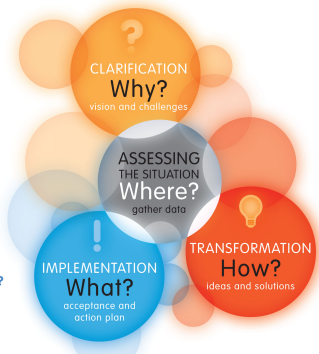 ?
CLARIFICATION
Why?
vision and challenges
ASSESSING
THE SITUATION
Where?
gather data
TRANSFORMATION
How?
ideas and solutions
!
IMPLEMENTATION
What?
acceptance and
action plan
?